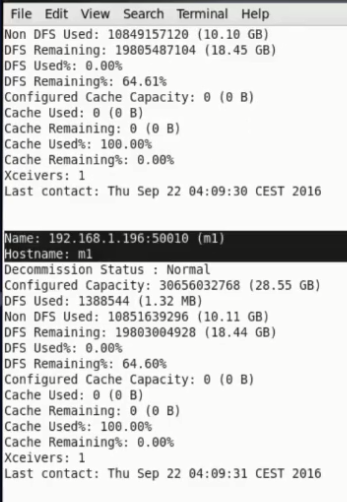 File Edit View Search Terminal Help
Non DFS Used: 10849157120 (10.10 GB)
DFS Remaining: 19805487104 (18.45 GB)
DFS Used%: 0.00%
DFS Remaining%: 64.61%
Configured Cache Capacity: 0 (0 B)
Cache Used: 0 (0 B)
Cache Remaining: 0 (0 B)
Cache Used%: 100.00%
Cache Remaining%: 0.00%
Xceivers: 1
Last contact: Thu Sep 22 04:09:30 CEST 2016
Name: 192.168.1.196:50010 (m1)
Hostname: m1
Decommission Status : Normal
Configured Capacity: 30656032768 (28.55 GB)
DFS Used: 1388544 (1.32 MB)
Non DFS Used: 10851639296 (10.11 GB)
DFS Remaining: 19803004928 (18.44 GB)
DFS Used%: 0.00%
DFS Remaining%: 64.60%
Configured Cache Capacity: 0 (0 B)
Cache Used: 0 (0 B)
Cache Remaining: 0 (0 B)
Cache Used%: 100.00%
Cache Remaining%: 0.00%
Xceivers: 1
Last contact: Thu Sep 22 04:09:31 CEST 2016